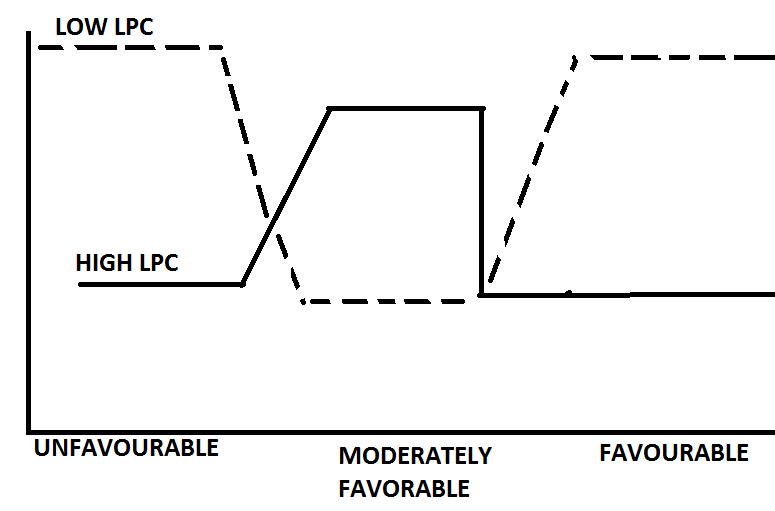 LOW LPC
HIGH LPC
UNFAVOURABLE
MODERATELY
FAVORABLE
FAVOURABLE